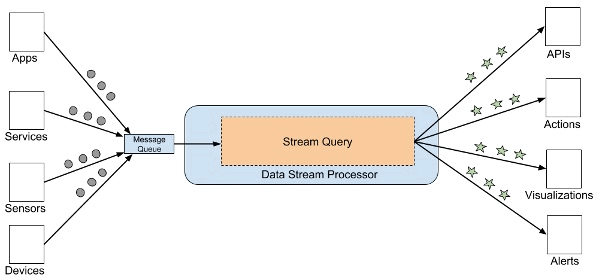 Apps
Services
Sensors
Devices
Message
Queue
Stream Query
Data Stream Processor
APIs
Actions
Visualizations
Alerts